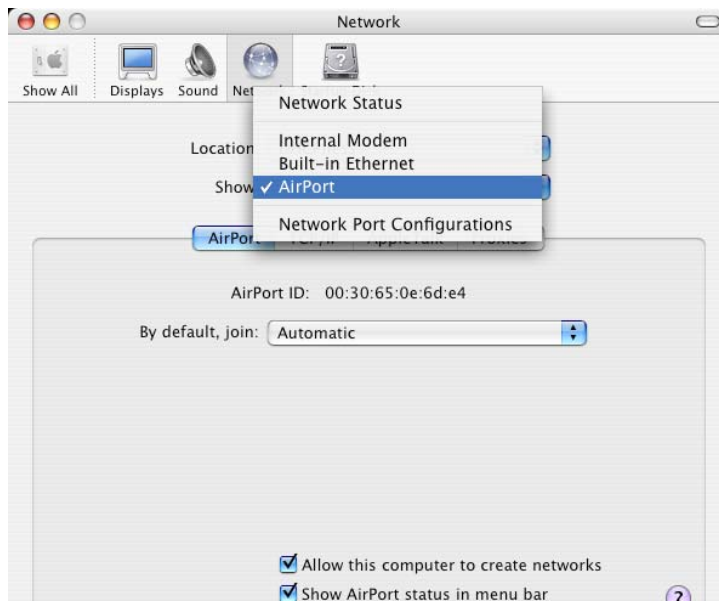 Network
Show All
Displays
Sound
Network Status
Internal Modem
Location
Built-in Ethernet
Show
✓ AirPort
Network Port Configurations
AirPort
AirPort ID: 00:30:65:0e:6d:e4
By default, join: Automatic
Allow this computer to create networks
Show AirPort status in menu bar
?